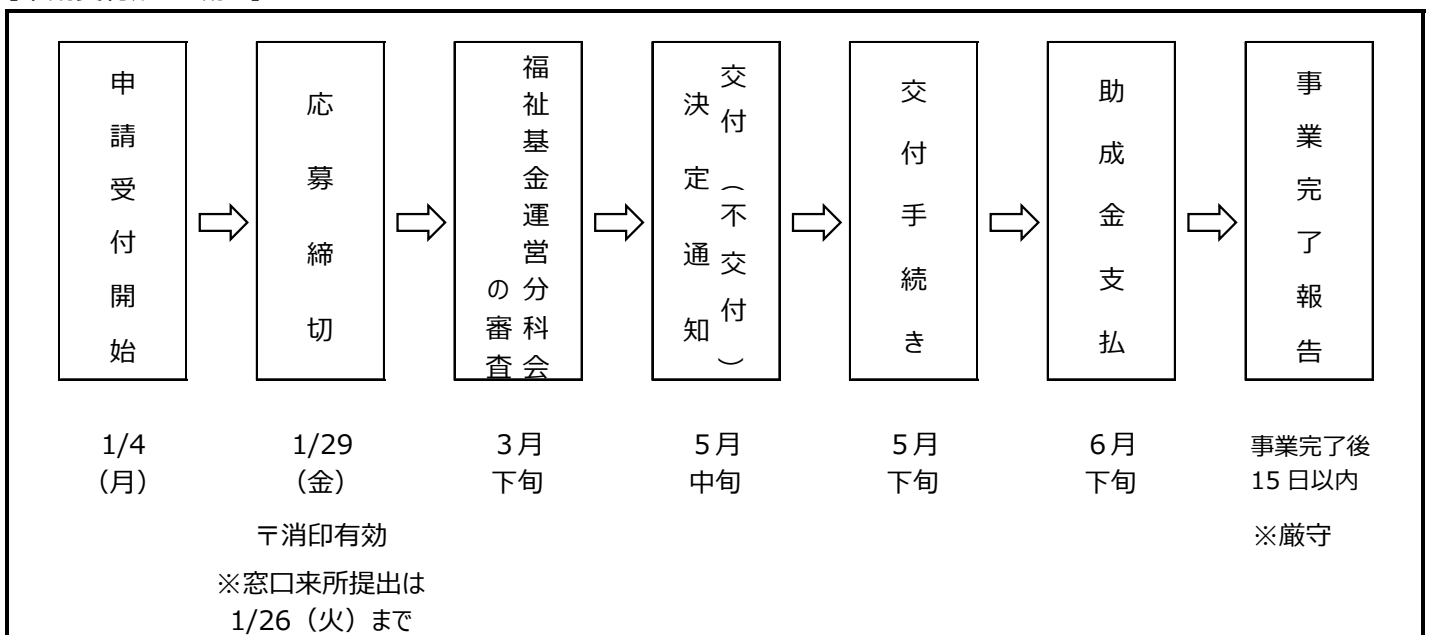 申請受付開始
応募締切
福祉基金運営分科会
の審査
交付（不交付）
決定通知
交付手続き
助成金支払
事業完了報告
1/4
（月）
1/29
（金）
〒消印有効
※窓口来所提出は
1/26（火）まで
3月
下旬
5月
中旬
5月
下旬
6月
下旬
事業完了後
15日以内
※厳守